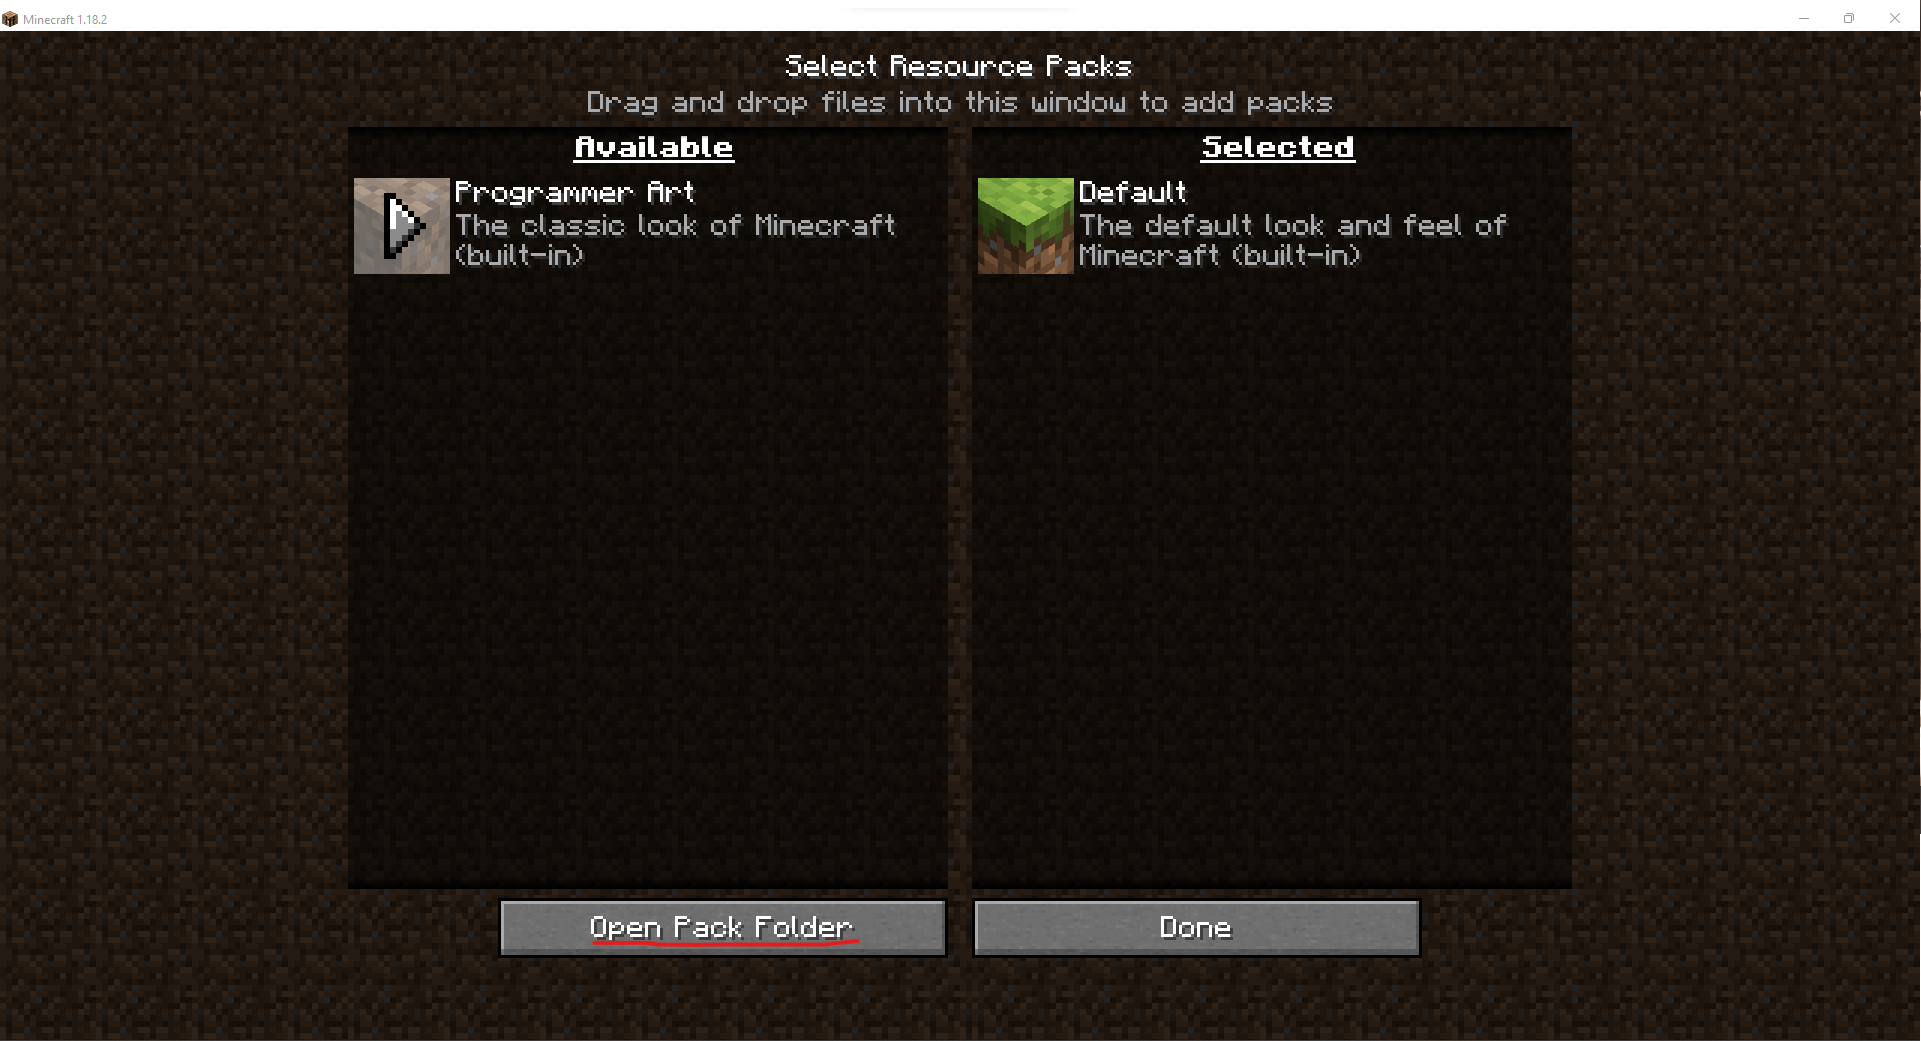 Minecraft 1.18.2
Select Resource Packs
Drag and drop files into this window to add packs
Available
Programmer Art
The classic look of Minecraft
(built-in)
Selected
Default
The default look and feel of
Minecraft (built-in)
Open Pack Folder
Done